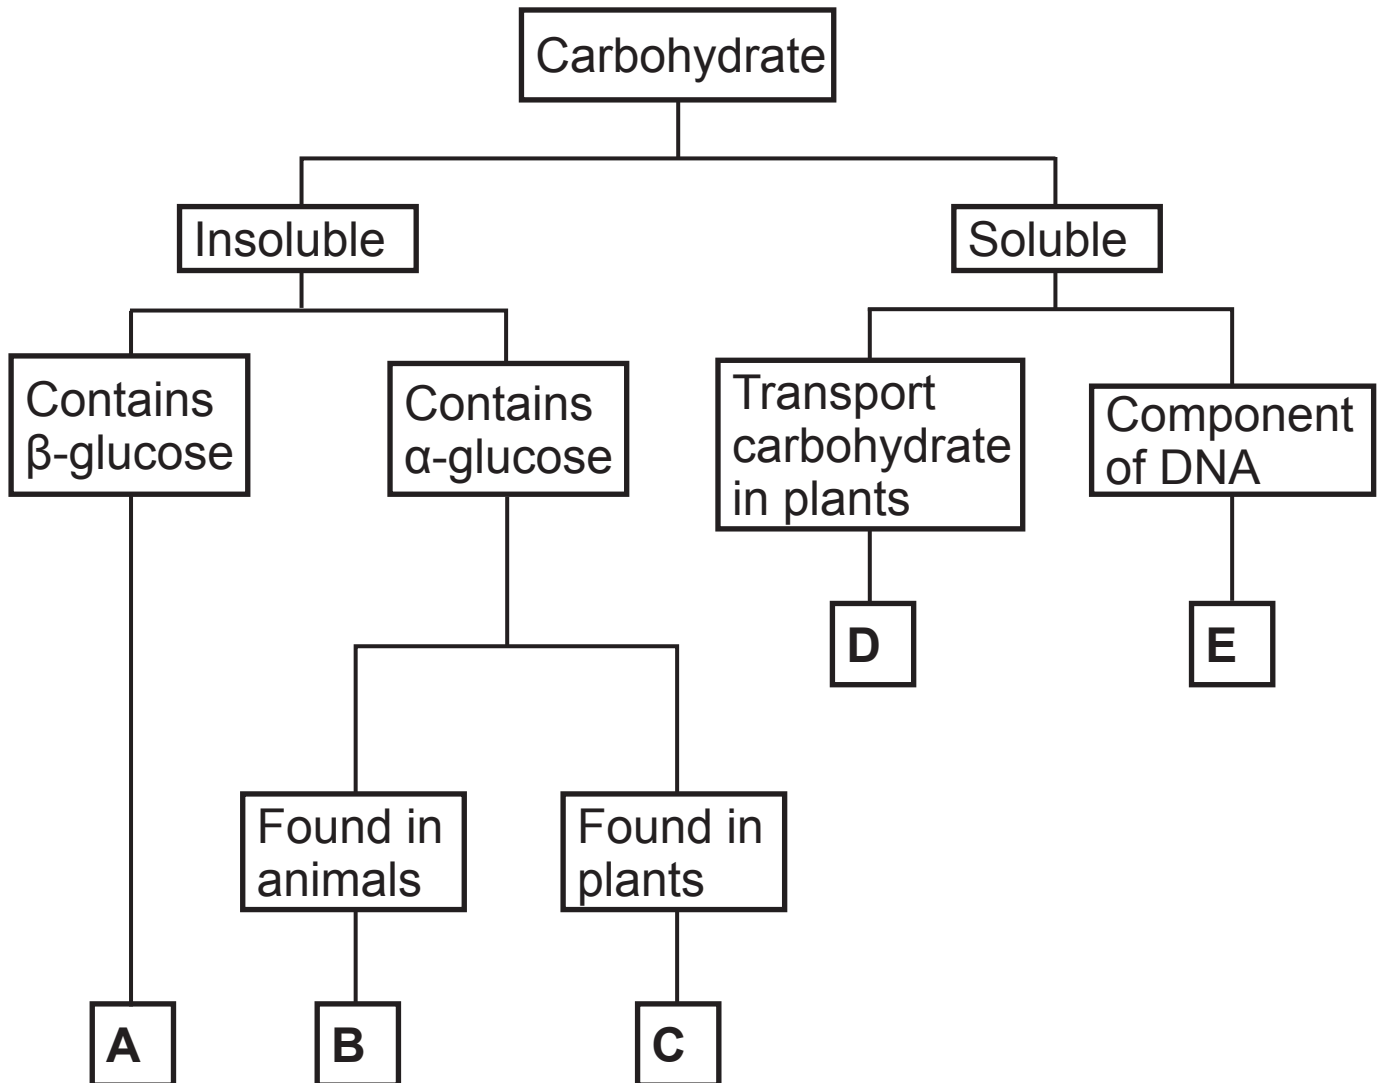 Carbohydrate
Insoluble
Soluble
Contains
β-glucose
Contains
α-glucose
Transport
carbohydrate
in plants
Component
of DNA
D
E
Found in
animals
Found in
plants
A
B
C